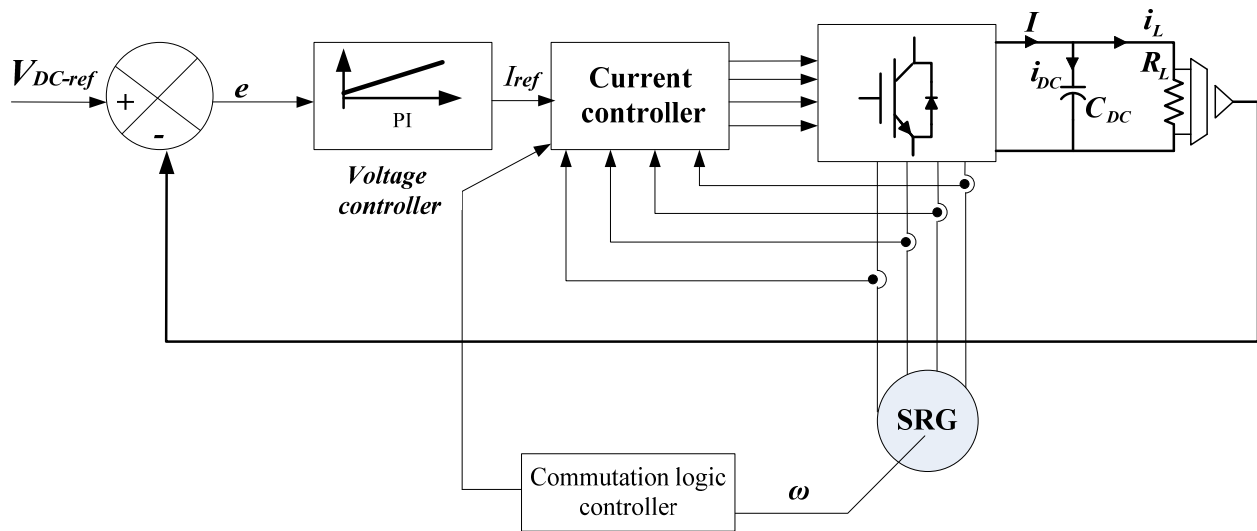 V_DC-ref
+
-
e
PI
Voltage
controller
I_ref
Current
controller
I
i_L
i_DC
C_DC
R_L
SRG
Commutation logic
controller
ω